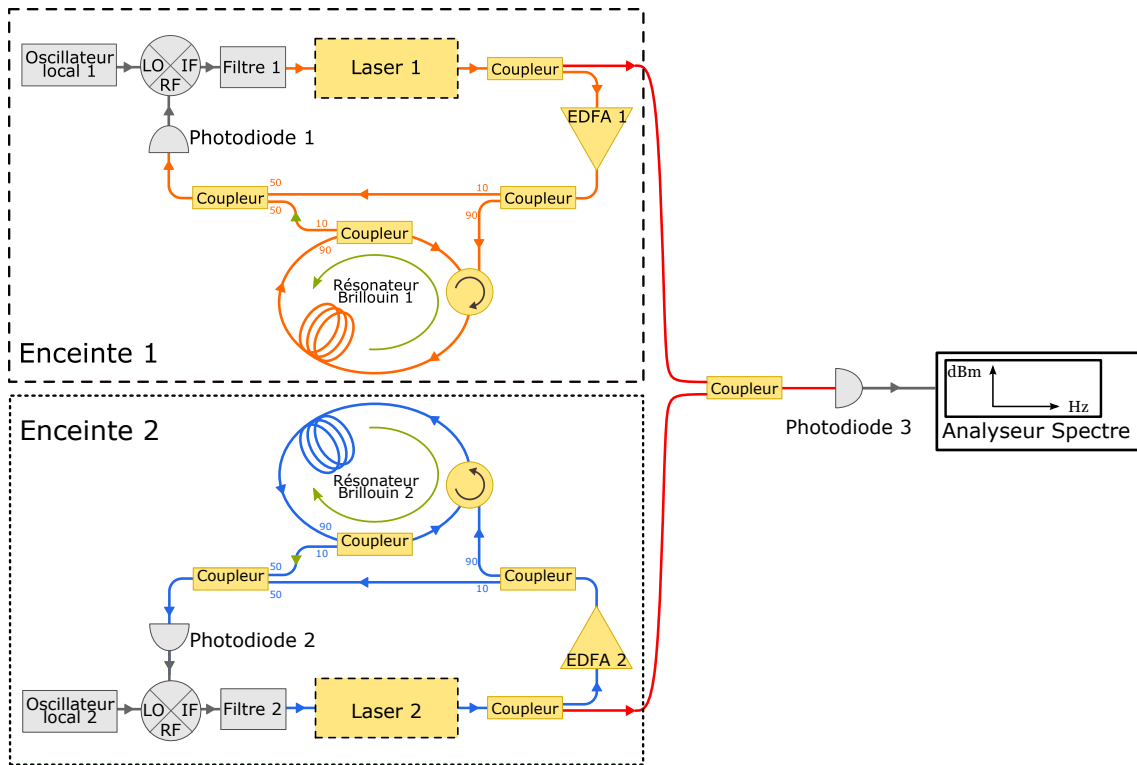 Oscillateur
local 1
LO
IF
RF
Filtre 1
Laser 1
Coupleur
EDFA 1
Photodiode 1
Coupleur
50
50
10
Coupleur
90
10
Coupleur
90
Résonateur
Brillouin 1
Enceinte 1
Coupleur
Photodiode 3
dBm
Hz
Analyseur Spectre
Enceinte 2
Résonateur
Brillouin 2
90
10
Coupleur
Coupleur
50
50
90
10
Coupleur
Photodiode 2
EDFA 2
Oscillateur
local 2
LO
IF
RF
Filtre 2
Laser 2
Coupleur